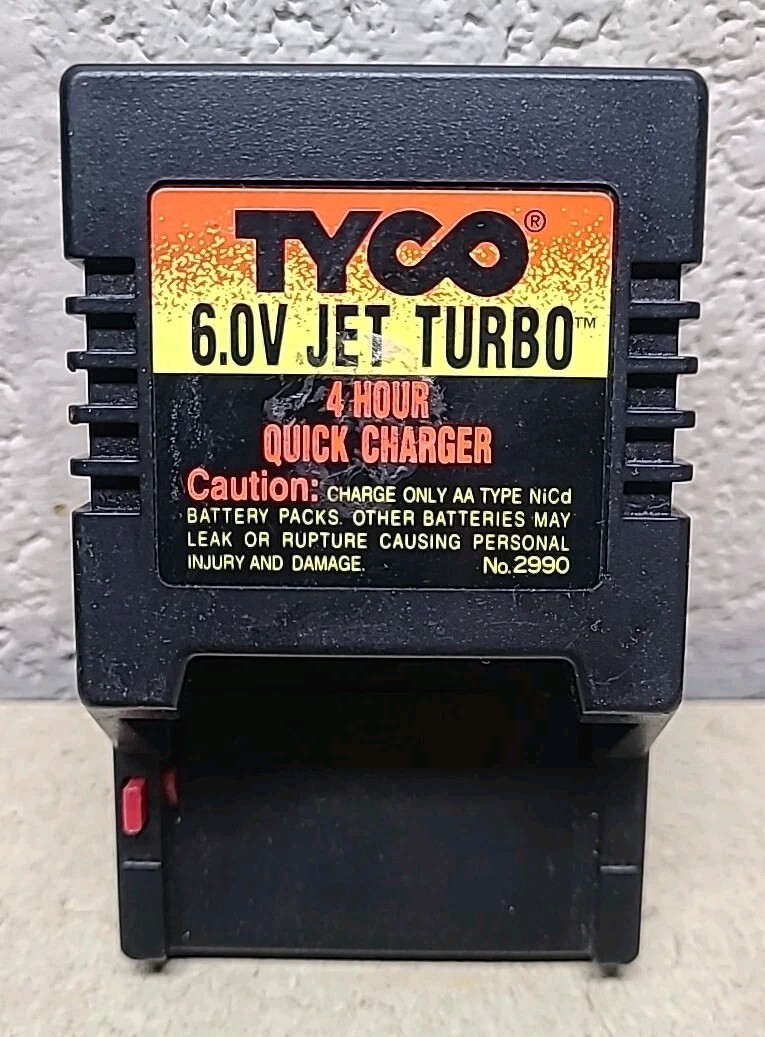 TYCO®
6.0V JET TURBO™
4 HOUR
QUICK CHARGER
Caution: CHARGE ONLY AA TYPE NiCd
BATTERY PACKS. OTHER BATTERIES MAY
LEAK OR RUPTURE CAUSING PERSONAL
INJURY AND DAMAGE. No.2990